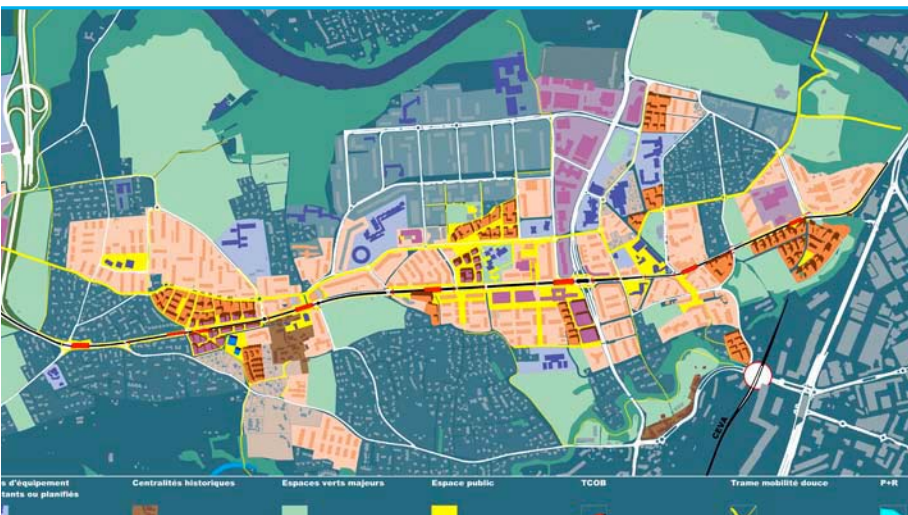 CEVA
s d'équipement
tants ou planifiés
Centralités historiques
Espaces verts majeurs
Espace public
TCOB
Trame mobilité douce
P+R